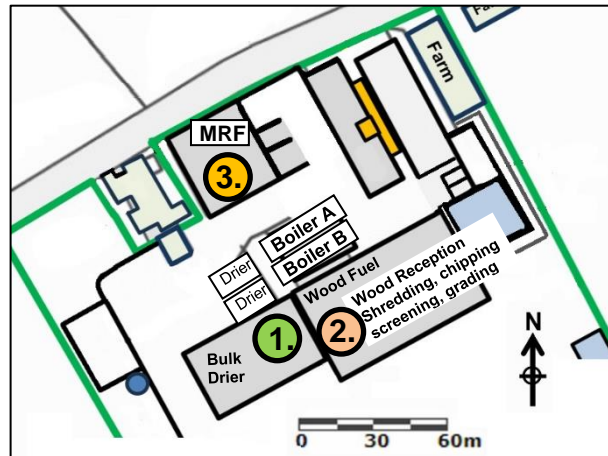 Farm
MRF
3.
Boiler A
Boiler B
Drier
Drier
Wood Fuel
Wood Reception
Shredding, chipping
screening, grading
1.
2.
Bulk
Drier
N
0 30 60m